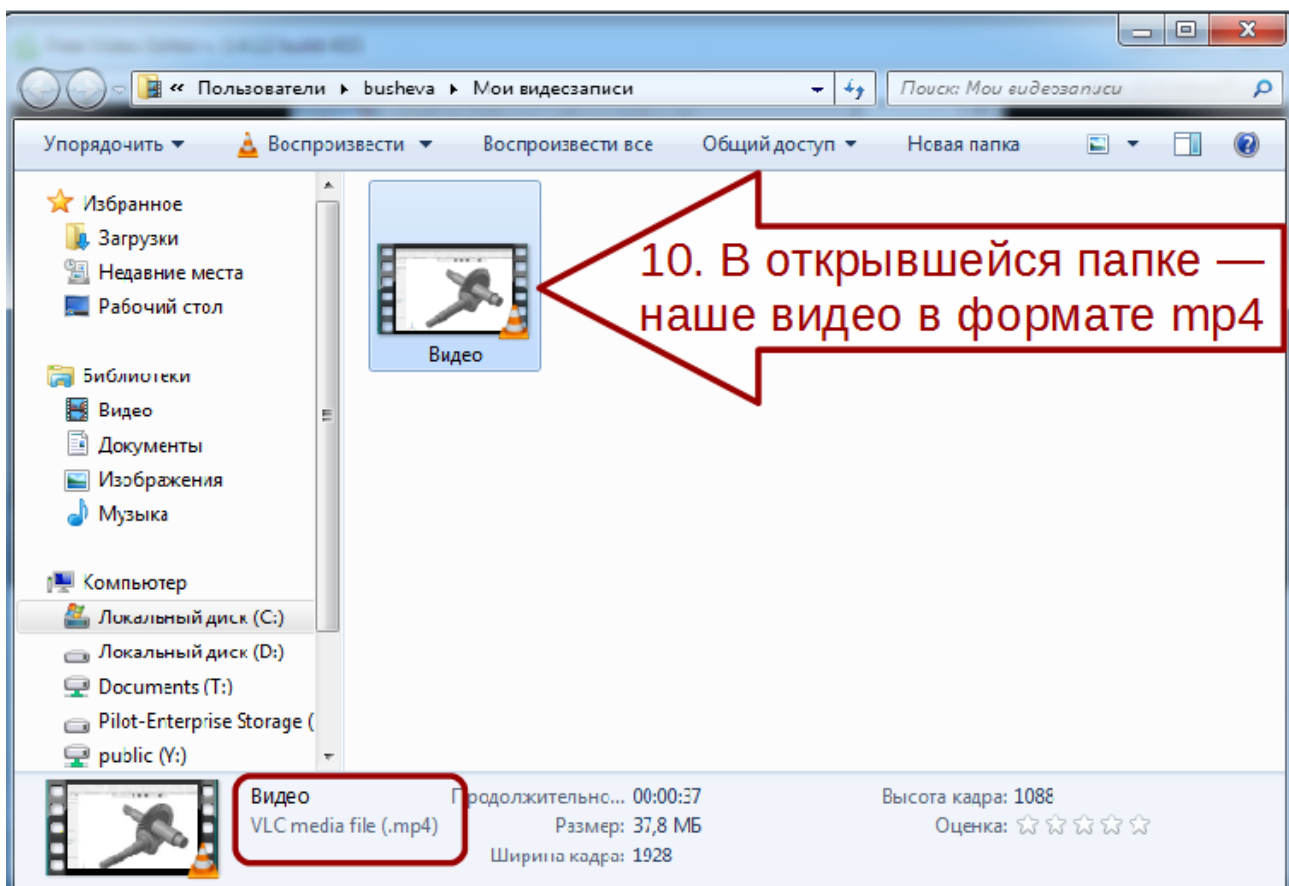 « Пользователи ▸ busheva ▸ Мои видеозаписи
Поиск: Мои видеозаписи
Упорядочить ▼ Воспроизвести ▼ Воспроизвести все Общий доступ ▼ Новая папка
Избранное
Загрузки
Недавние места
Рабочий стол
Библиотеки
Видео
Документы
Изображения
Музыка
Компьютер
Локальный диск (C:)
Локальный диск (D:)
Documents (T:)
Pilot-Enterprise Storage (
public (Y:)
Видео
10. В открывшейся папке —
наше видео в формате mp4
Видео Продолжительно... 00:00:37 Высота кадра: 1088
VLC media file (.mp4) Размер: 37,8 МБ Оценка:
Ширина кадра: 1928